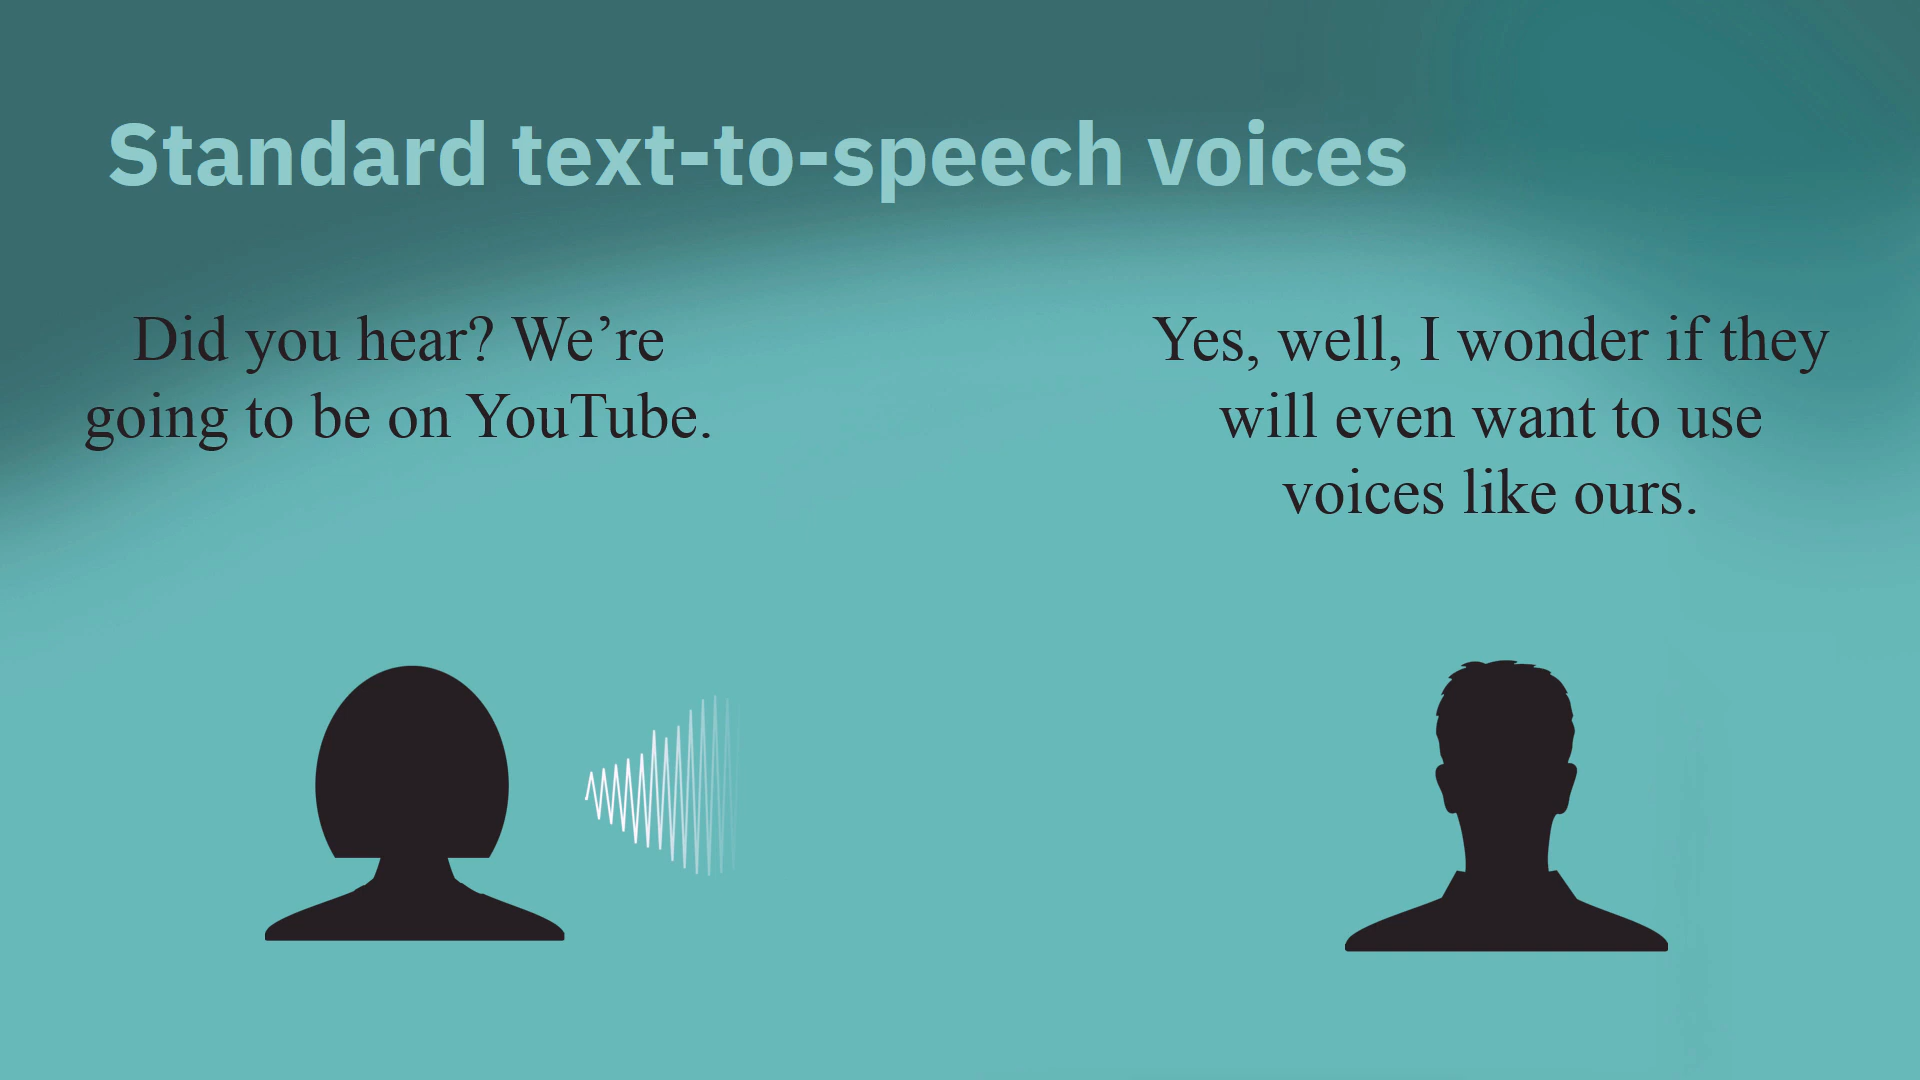 Standard text-to-speech voices
Did you hear? We’re
going to be on YouTube.
Yes, well, I wonder if they
will even want to use
voices like ours.